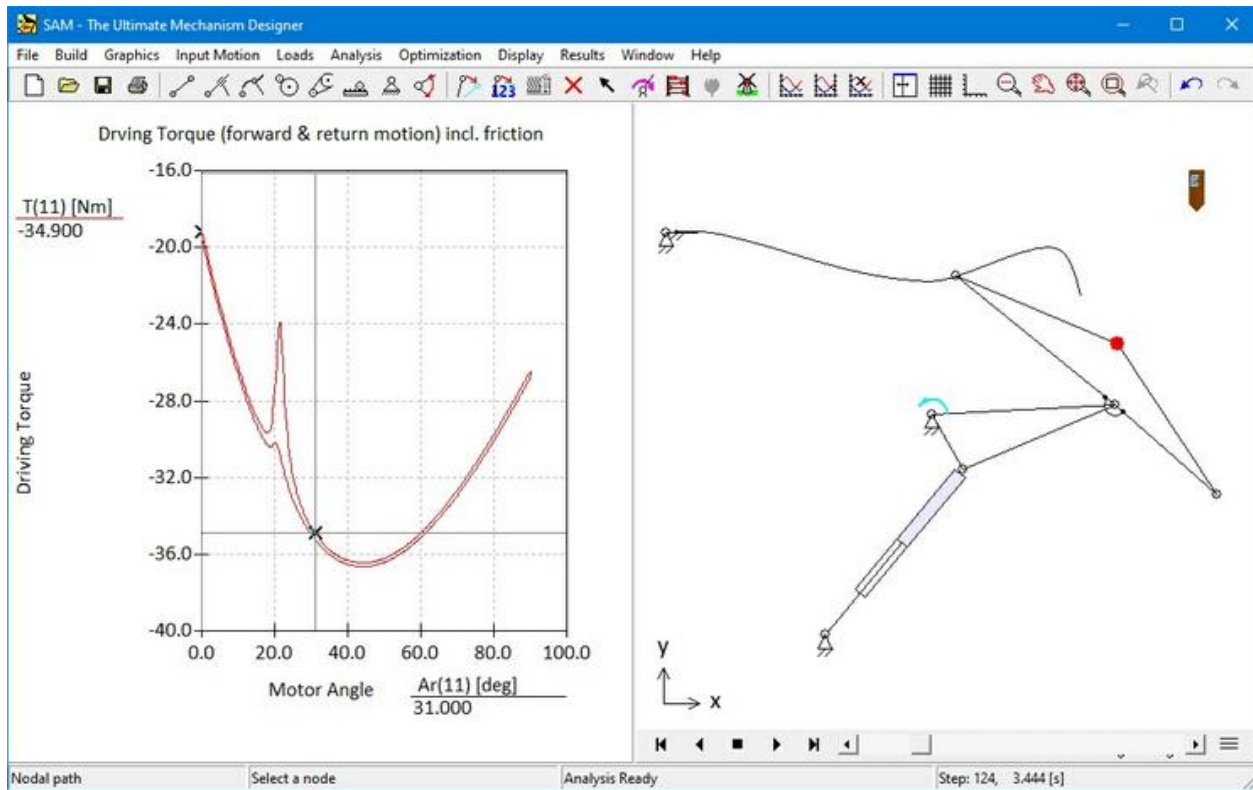 SAM - The Ultimate Mechanism Designer
File Build Graphics Input Motion Loads Analysis Optimization Display Results Window Help
123
Drving Torque (forward & return motion) incl. friction
T(11) [Nm]
-34.900
-16.0
-20.0
-24.0
-28.0
-32.0
-36.0
-40.0
Driving Torque
0.0 20.0 40.0 60.0 80.0 100.0
Motor Angle
Ar(11) [deg]
31.000
y
x
Nodal path Select a node Analysis Ready Step: 124, 3.444 [s]